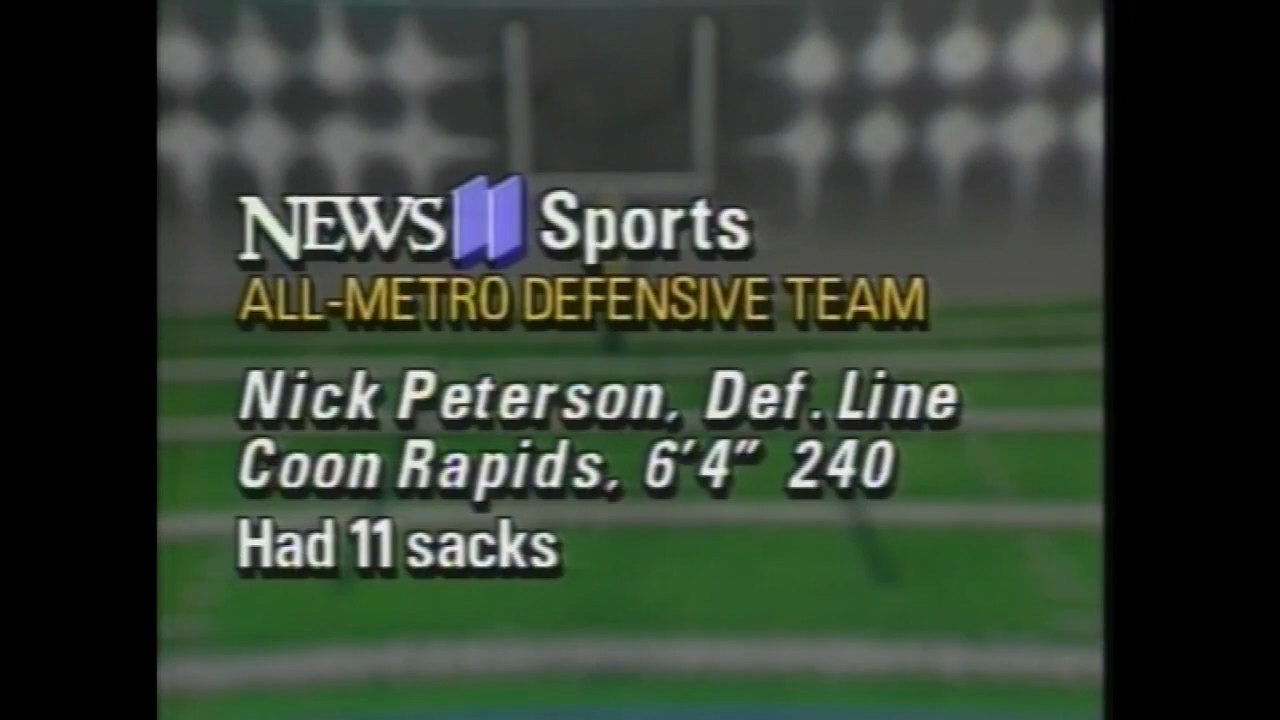 NEWS 11 Sports
ALL-METRO DEFENSIVE TEAM
Nick Peterson, Def. Line
Coon Rapids, 6'4" 240
Had 11 sacks